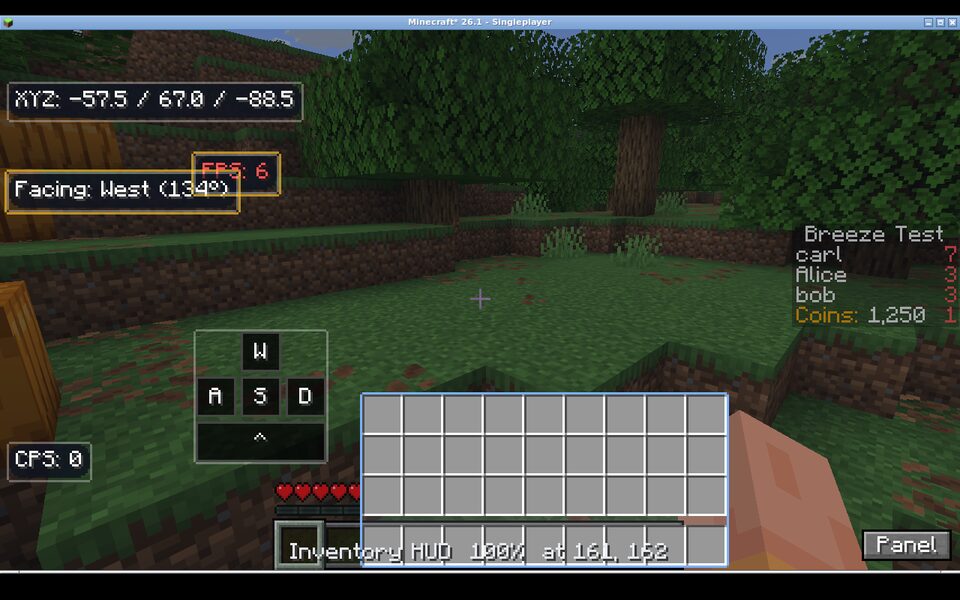 Minecraft* 26.1 - Singleplayer
XYZ: -57.5 / 67.0 / -88.5
FPS: 6
Facing: West (134°)
Breeze Test
carl 7
Alice 3
bob 3
Coins: 1,250 1
W
A S D
^
CPS: 0
Inventory HUD 100% at 161, 162
Panel